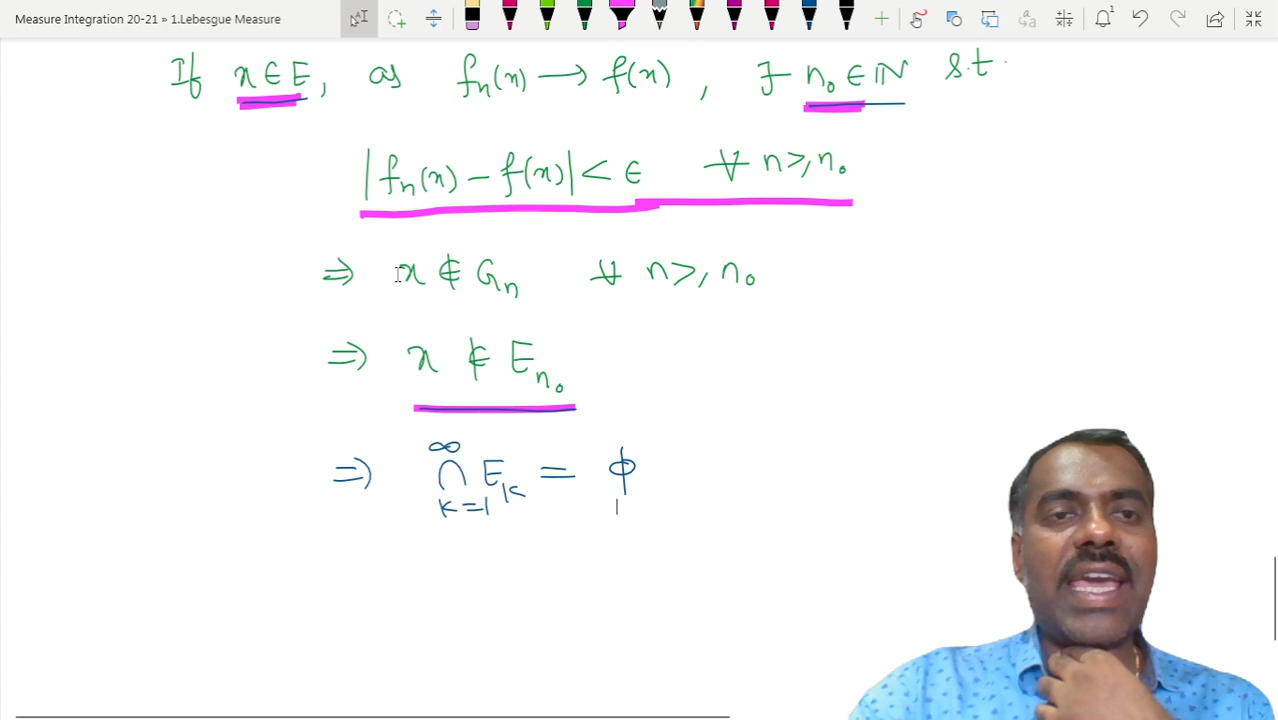 Measure Integration 20-21 » 1.Lebesgue Measure
If x ∈ E, as fₙ(x) → f(x), ∃ n₀ ∈ ℕ s.t.
|fₙ(x) - f(x)| < ∈ ∀ n ≥ n₀
⇒ x ∉ Gₙ ∀ n ≥ n₀
⇒ x ∉ Eₙ₀
⇒ ∞∩k=1 Eₖ = ϕ